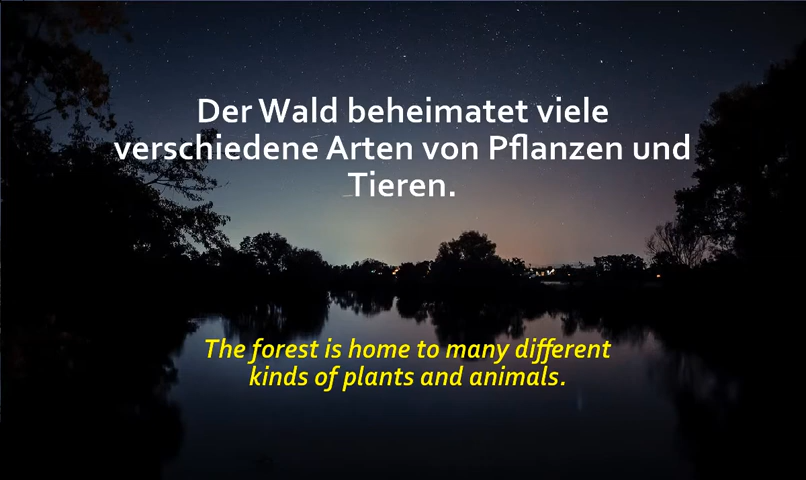 Der Wald beheimatet viele
verschiedene Arten von Pflanzen und
Tieren.
The forest is home to many different
kinds of plants and animals.